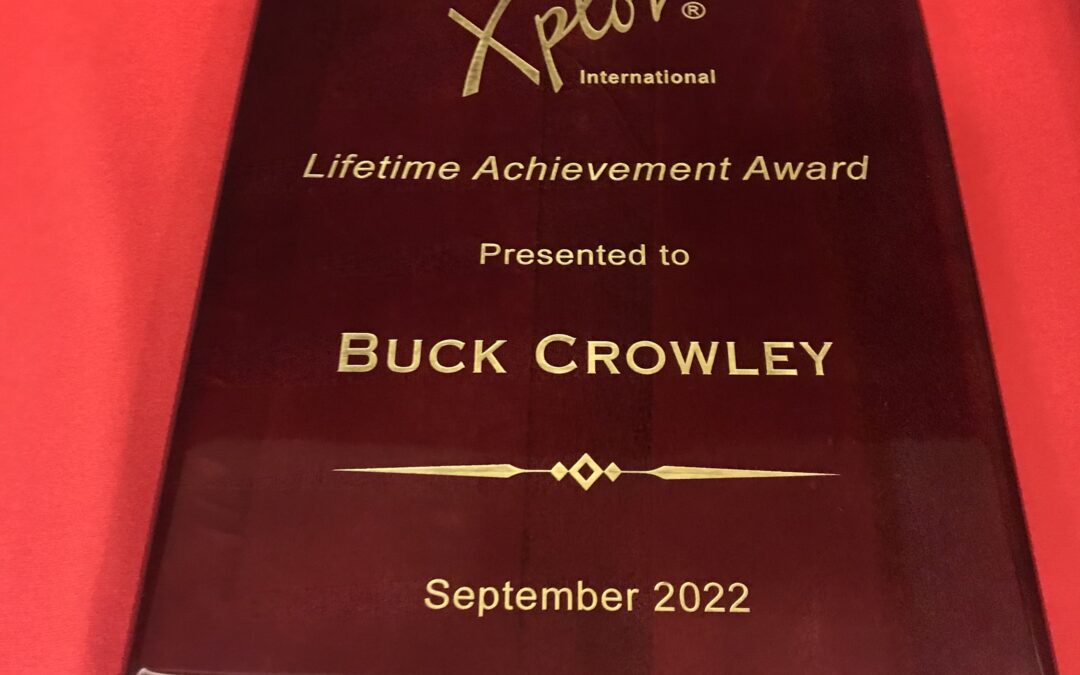 Xplor®
International
Lifetime Achievement Award
Presented to
BUCK CROWLEY
September 2022